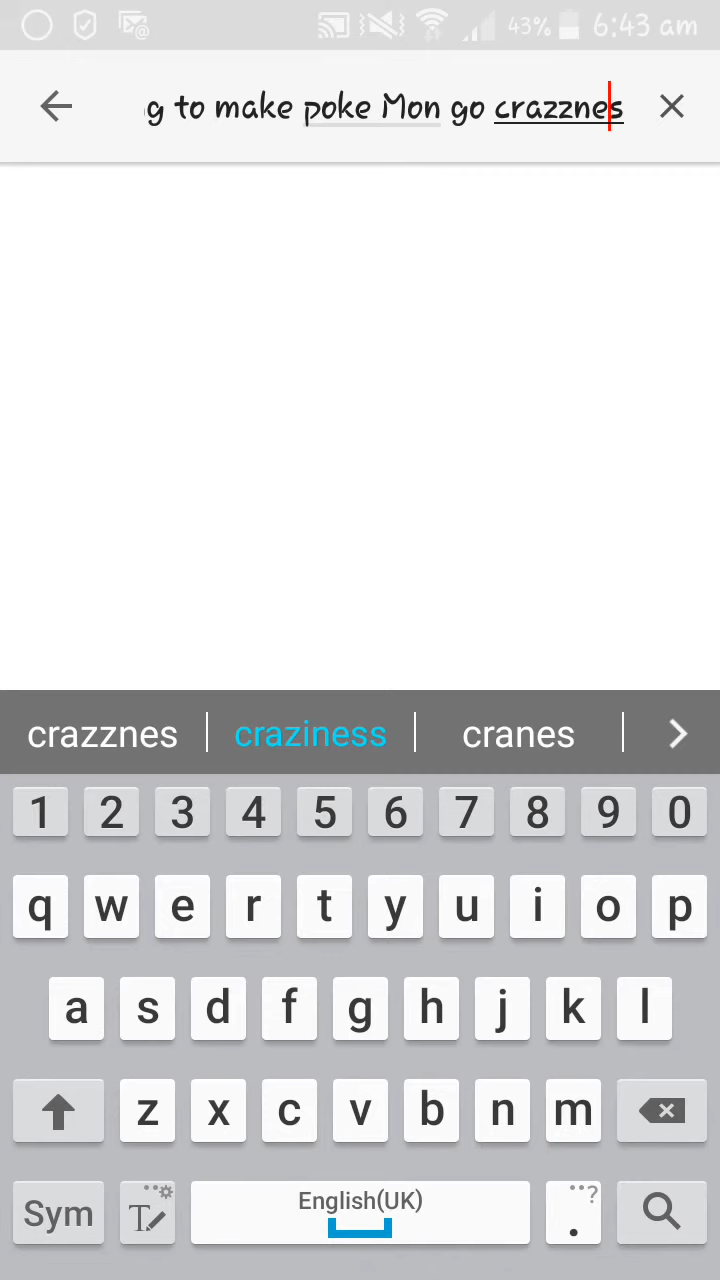 43% 6:43 am
g to make poke Mon go crazznes
crazznes craziness cranes
1 2 3 4 5 6 7 8 9 0
q w e r t y u i o p
a s d f g h j k l
z x c v b n m
Sym T English(UK) . ?